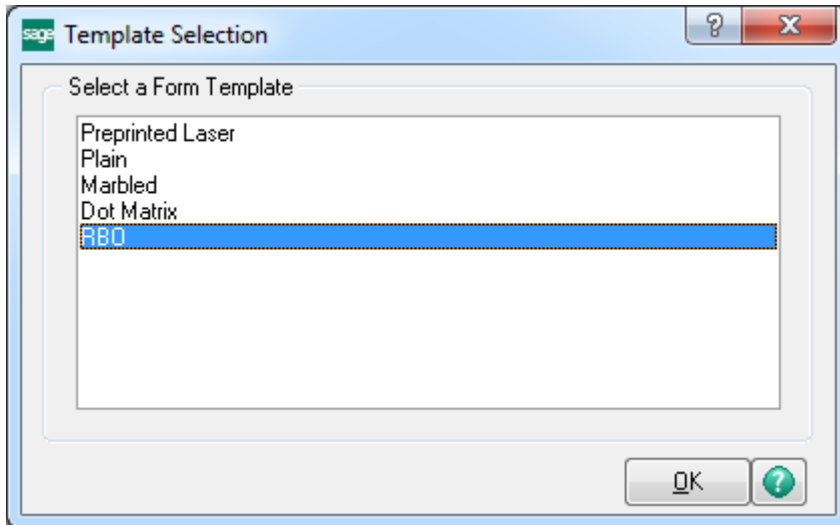 sage Template Selection
Select a Form Template
Preprinted Laser
Plain
Marbled
Dot Matrix
RBO
OK